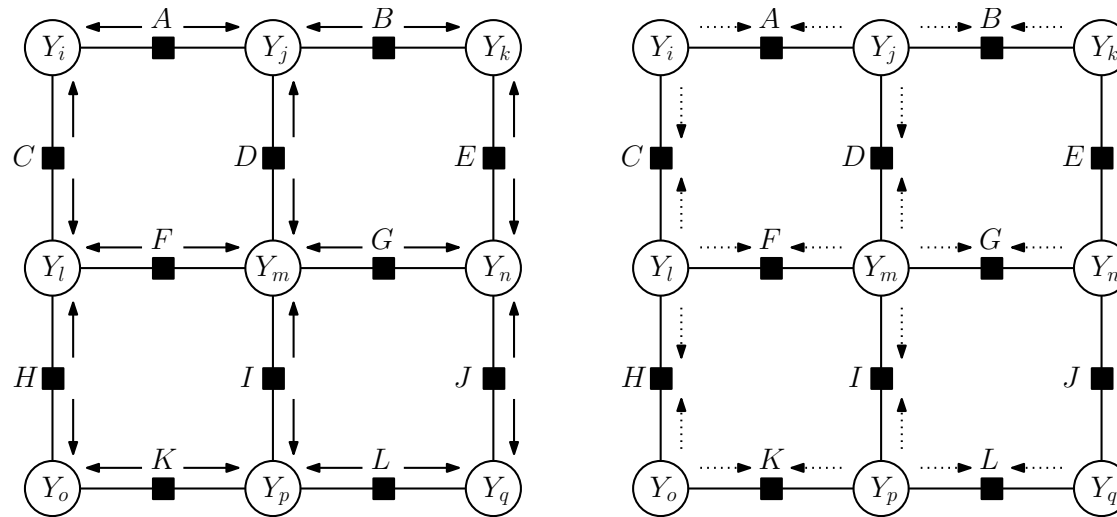 A B A B
Y_i Y_j Y_k Y_i Y_j Y_k
C D E C D E
F G F G
Y_l Y_m Y_n Y_l Y_m Y_n
H I J H I J
K L K L
Y_o Y_p Y_q Y_o Y_p Y_q